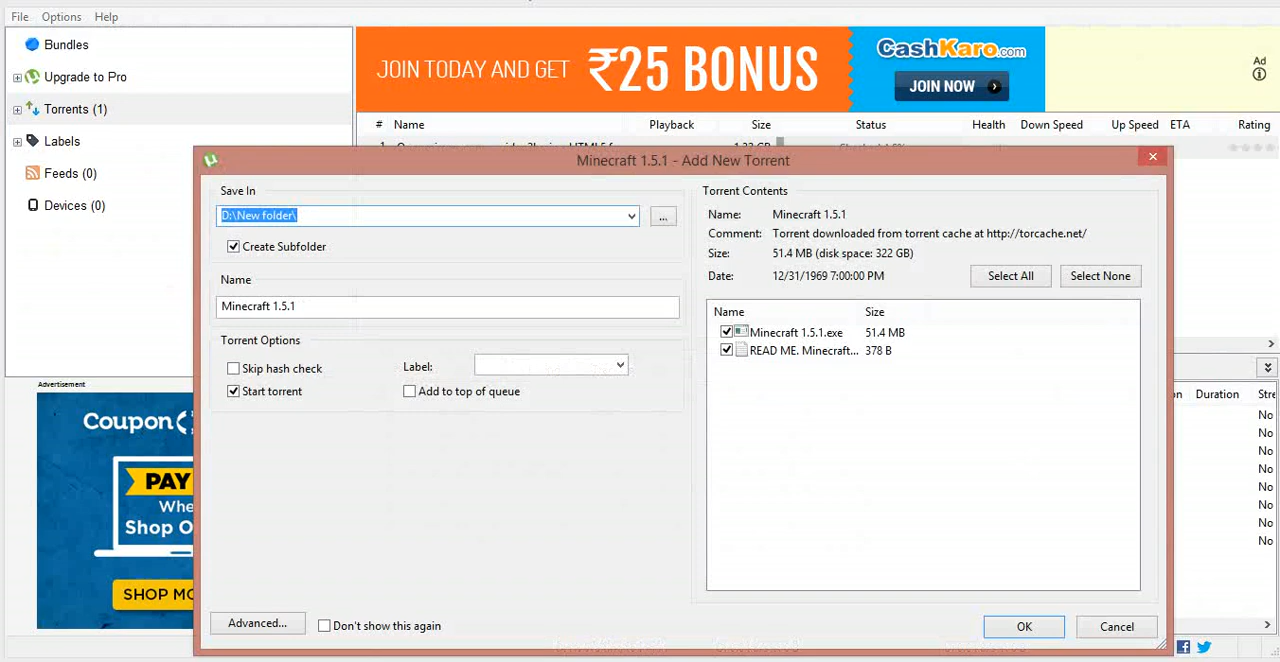 File Options Help
Bundles
Upgrade to Pro
Torrents (1)
Labels
Feeds (0)
Devices (0)
JOIN TODAY AND GET ₹25 BONUS
CashKaro.com
JOIN NOW
Ad
# Name Playback Size Status Health Down Speed Up Speed ETA Rating
Minecraft 1.5.1 - Add New Torrent
Save In
D:\New folder\
...
Create Subfolder
Name
Minecraft 1.5.1
Torrent Options
Skip hash check
Label:
Start torrent
Add to top of queue
Advanced...
Don't show this again
Torrent Contents
Name: Minecraft 1.5.1
Comment: Torrent downloaded from torrent cache at http://torcache.net/
Size: 51.4 MB (disk space: 322 GB)
Date: 12/31/1969 7:00:00 PM
Select All
Select None
Name Size
Minecraft 1.5.1.exe 51.4 MB
READ ME. Minecraft... 378 B
OK
Cancel
Duration
No
No
No
No
No
No
No
No
Advertisement
Coupon
PAY
Shop O
SHOP MO